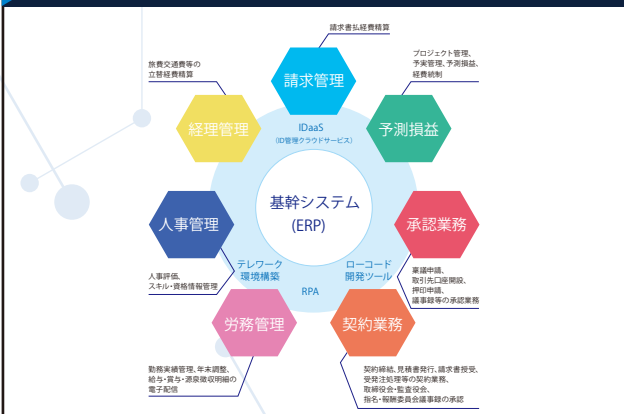 請求書払経費精算
請求管理
旅費交通費等の
立替経費精算
経理管理
プロジェクト管理、
予実管理、予測損益、
経費統制
予測損益
IDaaS
(ID管理クラウドサービス)
基幹システム
(ERP)
人事管理
人事評価、
スキル・資格情報管理
承認業務
稟議申請、
取引先口座開設、
押印申請、
議事録等の承認業務
テレワーク
環境構築
RPA
ローコード
開発ツール
労務管理
勤務実績管理、年末調整、
給与・賞与・源泉徴収明細の
電子配信
契約業務
契約締結、見積書発行、請求書授受、
受発注処理等の契約業務、
取締役会・監査役会、
指名・報酬委員会議事録の承認